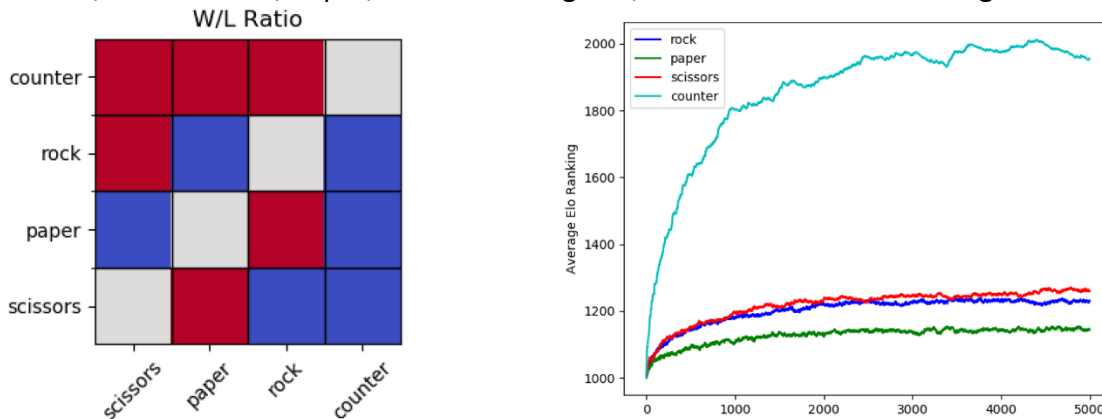 W/L Ratio
counter
rock
paper
scissors
scissors
paper
rock
counter
Average Elo Ranking
2000
1800
1600
1400
1200
1000
rock
paper
scissors
counter
0
1000
2000
3000
4000
5000